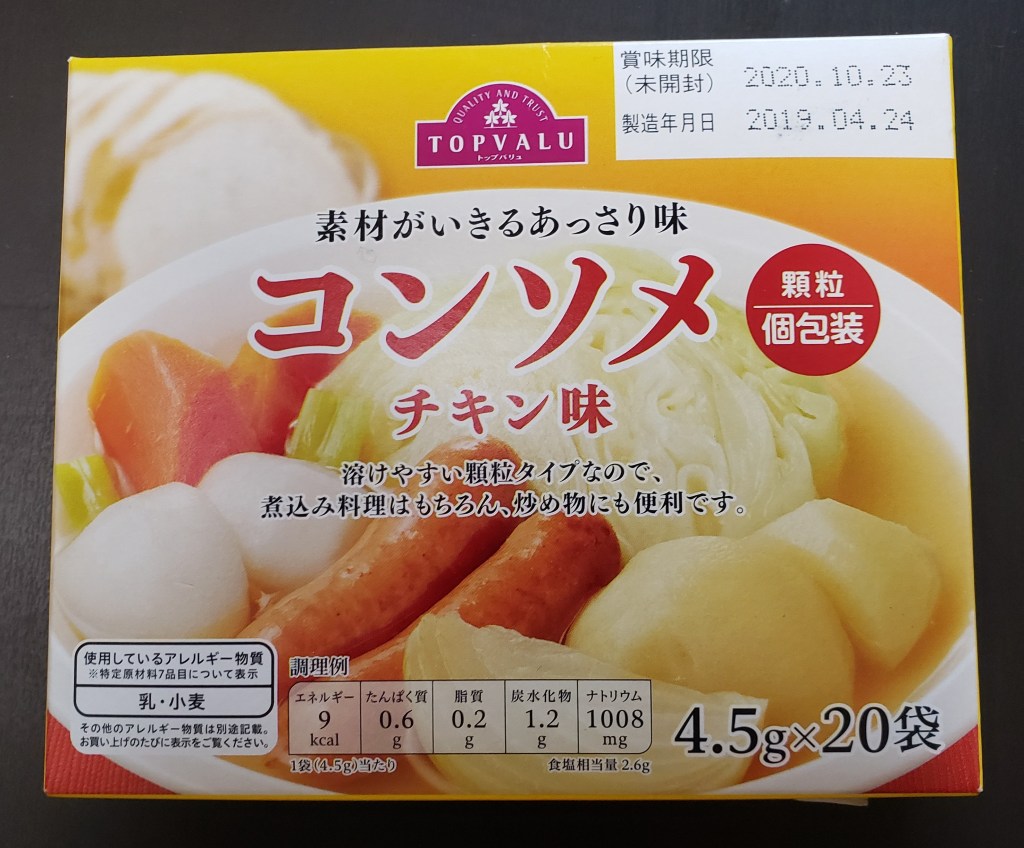 賞味期限
(未開封) 2020.10.23
製造年月日 2019.04.24
QUALITY AND TRUST
TOPVALU
トップバリュ
素材がいきるあっさり味
コンソメ
顆粒
個包装
チキン味
溶けやすい顆粒タイプなので、
煮込み料理はもちろん、炒め物にも便利です。
使用しているアレルギー物質
※特定原材料7品目について表示
乳・小麦
その他のアレルギー物質は別途記載。
お買い上げのたびに表示をご覧ください。
調理例
エネルギー たんぱく質 脂質 炭水化物 ナトリウム
9 0.6 0.2 1.2 1008
kcal g g g mg
1袋(4.5g)当たり 食塩相当量 2.6g
4.5g×20袋